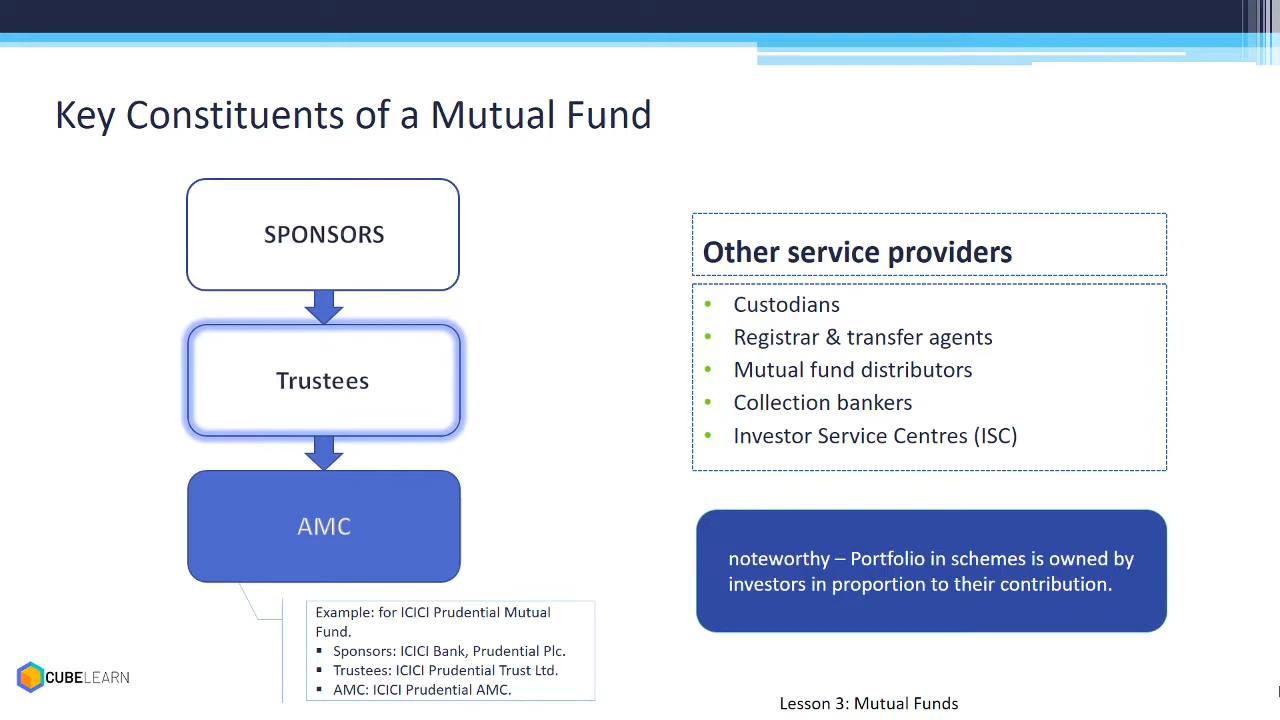 Key Constituents of a Mutual Fund
SPONSORS
Trustees
AMC
Example: for ICICI Prudential Mutual
Fund.
▪ Sponsors: ICICI Bank, Prudential Plc.
▪ Trustees: ICICI Prudential Trust Ltd.
▪ AMC: ICICI Prudential AMC.
Other service providers
• Custodians
• Registrar & transfer agents
• Mutual fund distributors
• Collection bankers
• Investor Service Centres (ISC)
noteworthy – Portfolio in schemes is owned by
investors in proportion to their contribution.
CUBELEARN
Lesson 3: Mutual Funds